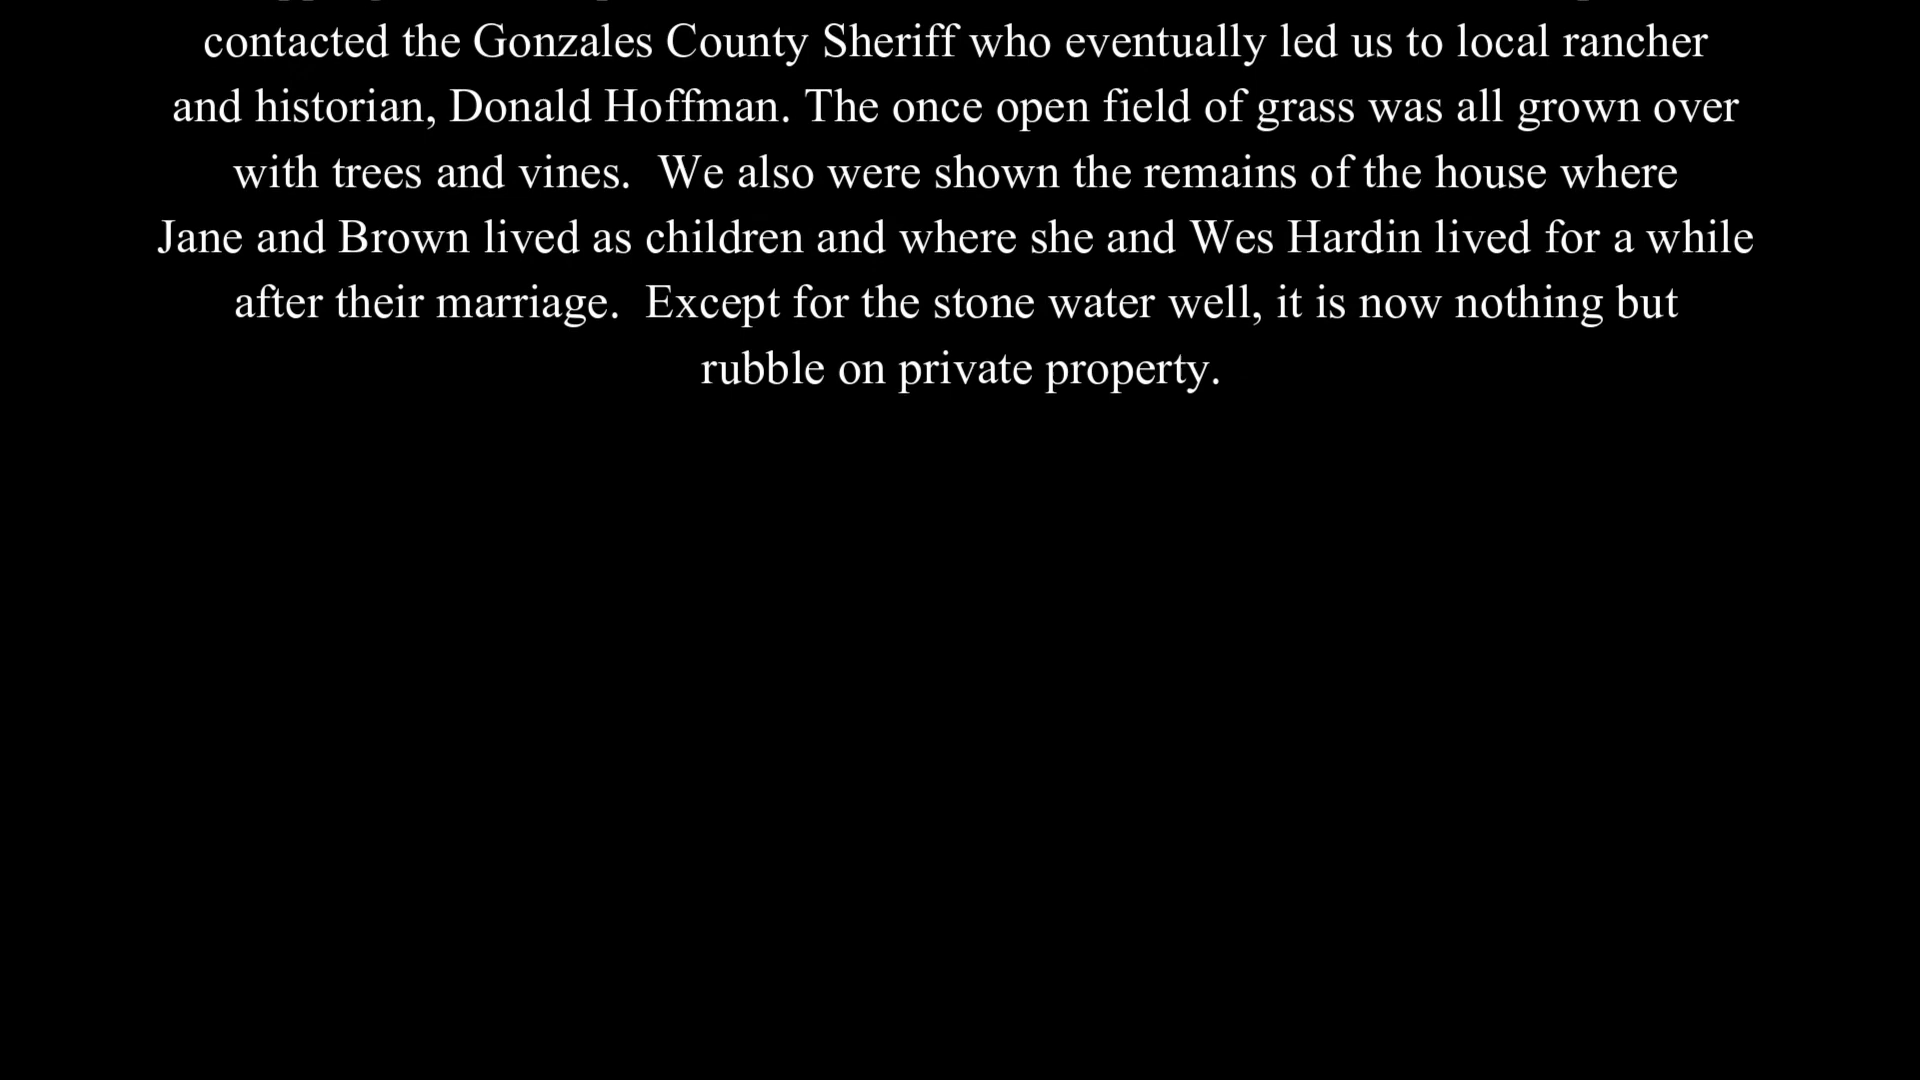 contacted the Gonzales County Sheriff who eventually led us to local rancher
and historian, Donald Hoffman. The once open field of grass was all grown over
with trees and vines.  We also were shown the remains of the house where
Jane and Brown lived as children and where she and Wes Hardin lived for a while
after their marriage.  Except for the stone water well, it is now nothing but
rubble on private property.